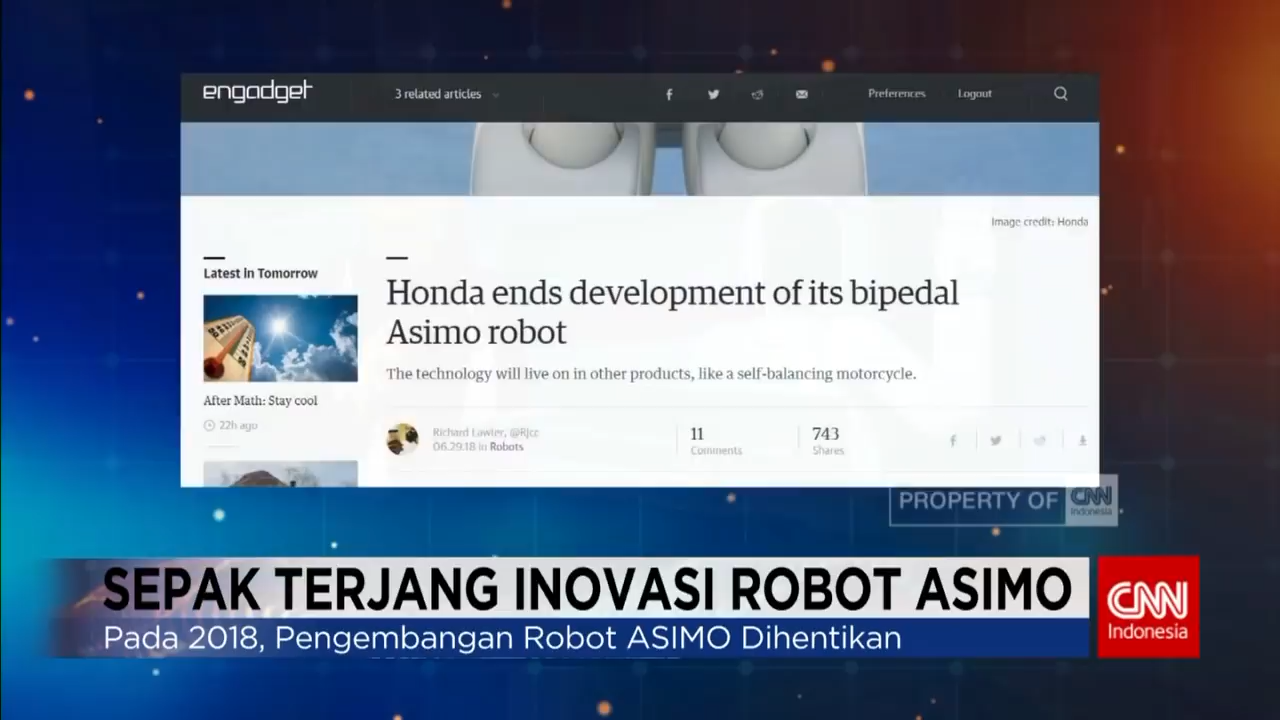 engadget
3 related articles
Preferences
Logout
Image credit: Honda
Latest in Tomorrow
Honda ends development of its bipedal
Asimo robot
The technology will live on in other products, like a self-balancing motorcycle.
After Math: Stay cool
22h ago
Richard Lawler, @Rjcc
06.29.18 in Robots
11
Comments
743
Shares
PROPERTY OF CNN Indonesia
SEPAK TERJANG INOVASI ROBOT ASIMO
Pada 2018, Pengembangan Robot ASIMO Dihentikan
CNN
Indonesia